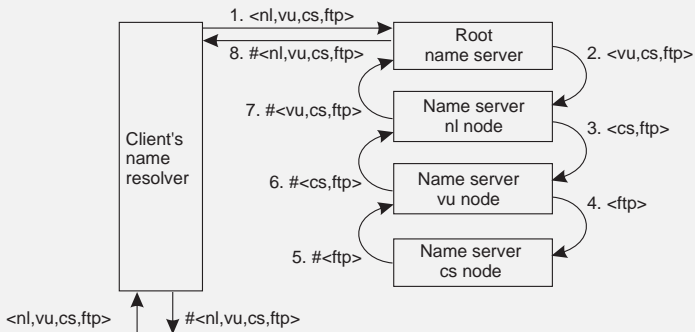 1. <nl,vu,cs,ftp>
Root
name server
8. #<nl,vu,cs,ftp>
2. <vu,cs,ftp>
7. #<vu,cs,ftp>
Name server
nl node
3. <cs,ftp>
Client's
name
resolver
6. #<cs,ftp>
Name server
vu node
4. <ftp>
5. #<ftp>
Name server
cs node
<nl,vu,cs,ftp>
#<nl,vu,cs,ftp>